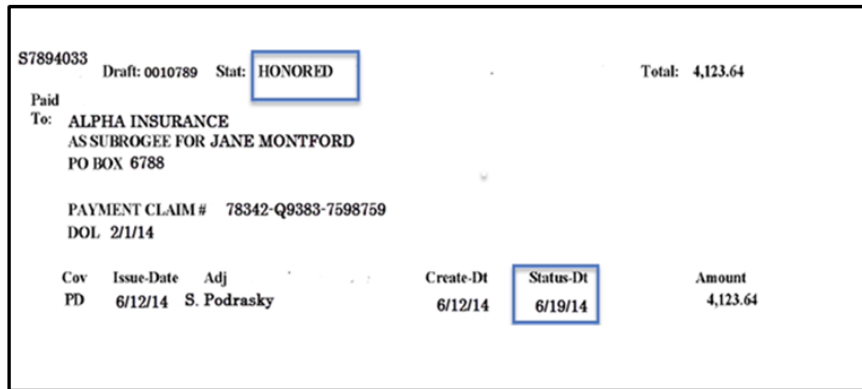 S7894033
Draft: 0010789 Stat: HONORED Total: 4,123.64
Paid
To: ALPHA INSURANCE
AS SUBROGEE FOR JANE MONTFORD
PO BOX 6788
PAYMENT CLAIM # 78342-Q9383-7598759
DOL 2/1/14
Cov Issue-Date Adj Create-Dt Status-Dt Amount
PD 6/12/14 S. Podrasky 6/12/14 6/19/14 4,123.64